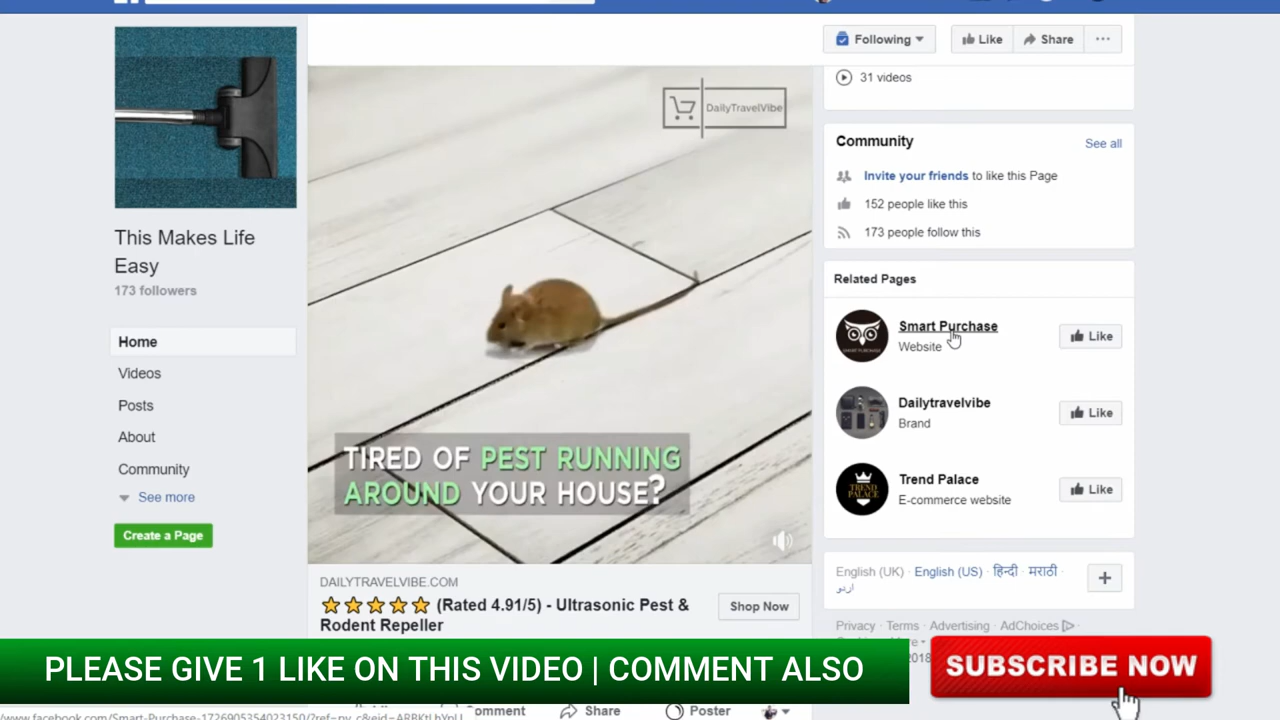 Following
Like
Share
31 videos
DailyTravelVibe
Community
See all
Invite your friends to like this Page
152 people like this
173 people follow this
This Makes Life
Easy
173 followers
Home
Videos
Posts
About
Community
See more
Create a Page
TIRED OF PEST RUNNING
AROUND YOUR HOUSE?
Related Pages
SMART PURCHASE
Smart Purchase
Website
Like
Dailytravelvibe
Brand
Like
TREND
PALACE
Trend Palace
E-commerce website
Like
DAILYTRAVELVIBE.COM
(Rated 4.91/5) - Ultrasonic Pest &
Rodent Repeller
Shop Now
English (UK) · English (US) · हिन्दी · मराठी ·
اردو
Privacy · Terms · Advertising · AdChoices
2018
PLEASE GIVE 1 LIKE ON THIS VIDEO | COMMENT ALSO
SUBSCRIBE NOW
Share
Poster